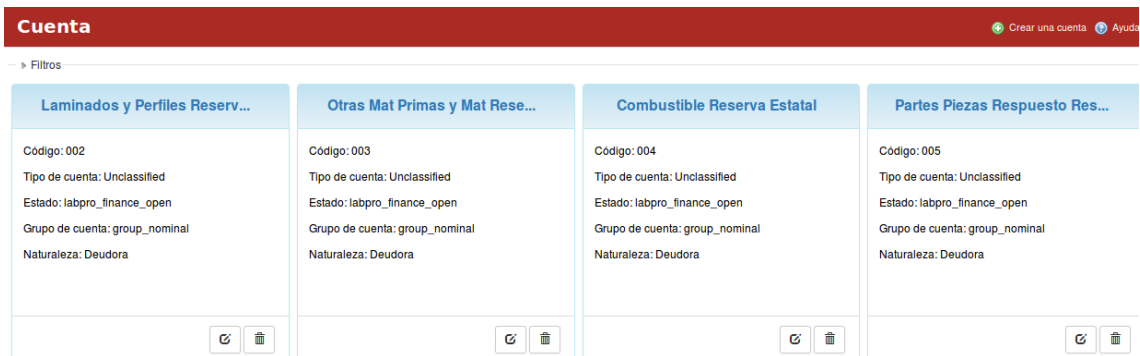 Cuenta
Crear una cuenta
Ayuda
Filtros
Laminados y Perfiles Reserv...
Código: 002
Tipo de cuenta: Unclassified
Estado: labpro_finance_open
Grupo de cuenta: group_nominal
Naturaleza: Deudora
Otras Mat Primas y Mat Rese...
Código: 003
Tipo de cuenta: Unclassified
Estado: labpro_finance_open
Grupo de cuenta: group_nominal
Naturaleza: Deudora
Combustible Reserva Estatal
Código: 004
Tipo de cuenta: Unclassified
Estado: labpro_finance_open
Grupo de cuenta: group_nominal
Naturaleza: Deudora
Partes Piezas Respuesto Res...
Código: 005
Tipo de cuenta: Unclassified
Estado: labpro_finance_open
Grupo de cuenta: group_nominal
Naturaleza: Deudora